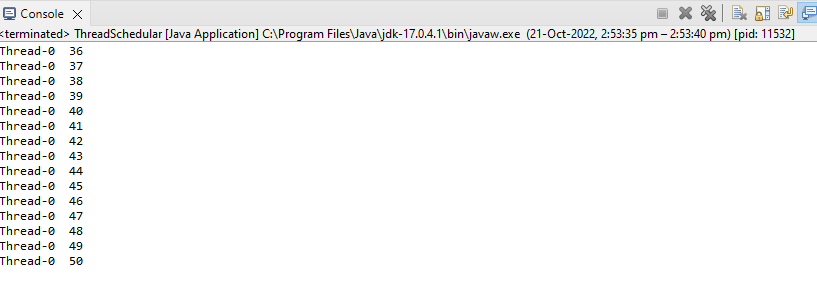 Console
<terminated> ThreadSchedular [Java Application] C:\Program Files\Java\jdk-17.0.4.1\bin\javaw.exe (21-Oct-2022, 2:53:35 pm – 2:53:40 pm) [pid: 11532]
Thread-0  36
Thread-0  37
Thread-0  38
Thread-0  39
Thread-0  40
Thread-0  41
Thread-0  42
Thread-0  43
Thread-0  44
Thread-0  45
Thread-0  46
Thread-0  47
Thread-0  48
Thread-0  49
Thread-0  50